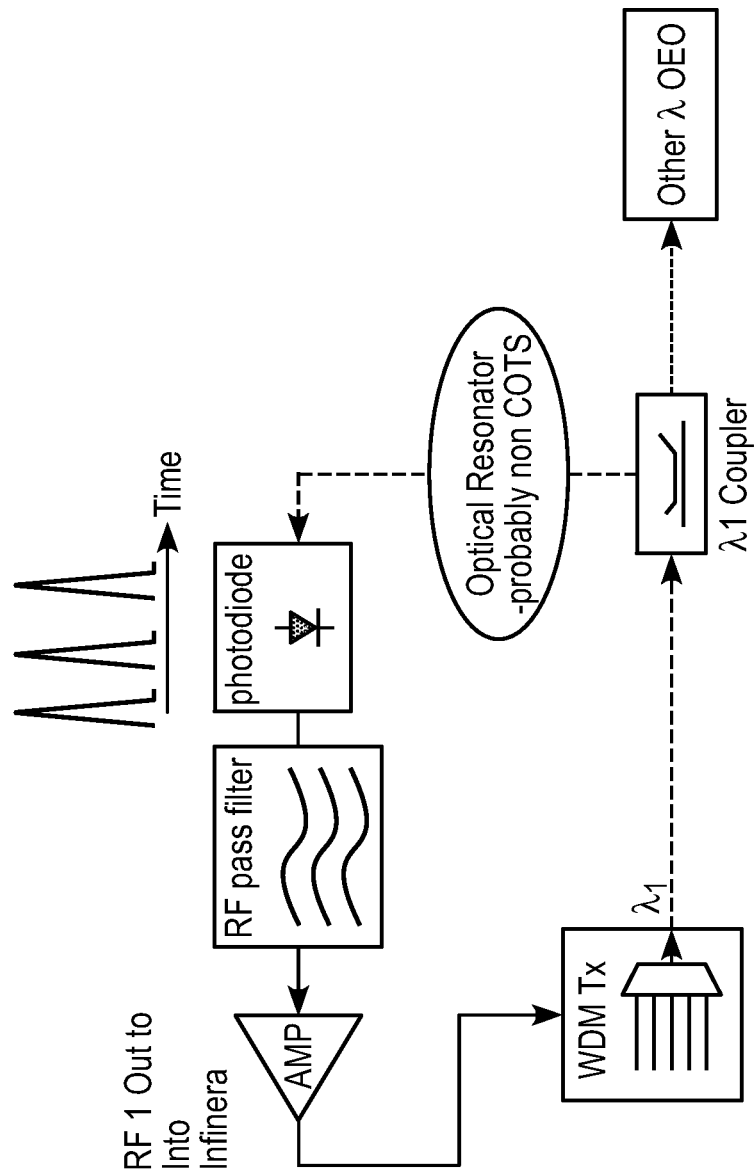 RF 1 Out to
Into
Infinera
Time
AMP
RF pass filter
photodiode
Optical Resonator
-probably non COTS
WDM Tx
λ1
λ1 Coupler
Other λ OEO